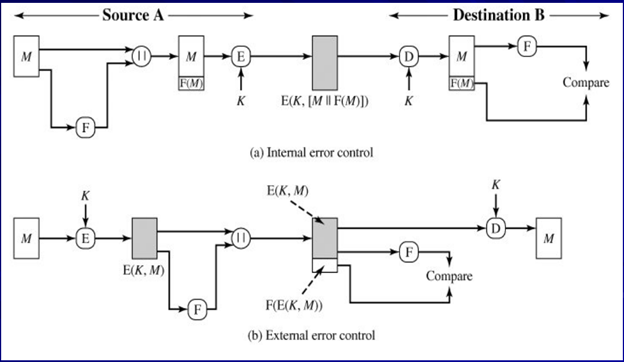 Source A
Destination B
M
||
M
F(M)
E
K
E(K, [M || F(M)])
D
K
M
F(M)
F
Compare
F
(a) Internal error control
K
M
E
E(K, M)
F
||
E(K, M)
F(E(K, M))
F
Compare
K
D
M
(b) External error control